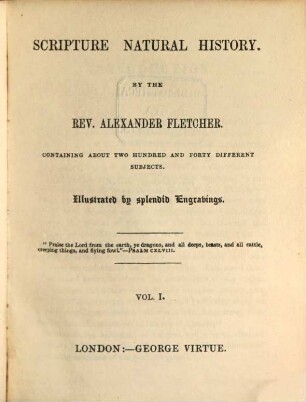 SCRIPTURE NATURAL HISTORY.
BY THE
REV. ALEXANDER FLETCHER.
CONTAINING ABOUT TWO HUNDRED AND FORTY DIFFERENT
SUBJECTS.
Illustrated by splendid Engravings.
" Praise the Lord from the earth, ye dragons, and all deeps, beasts, and all cattle,
creeping things, and flying fowl."—PSALM CXLVIII.
VOL. I.
LONDON:—GEORGE VIRTUE.